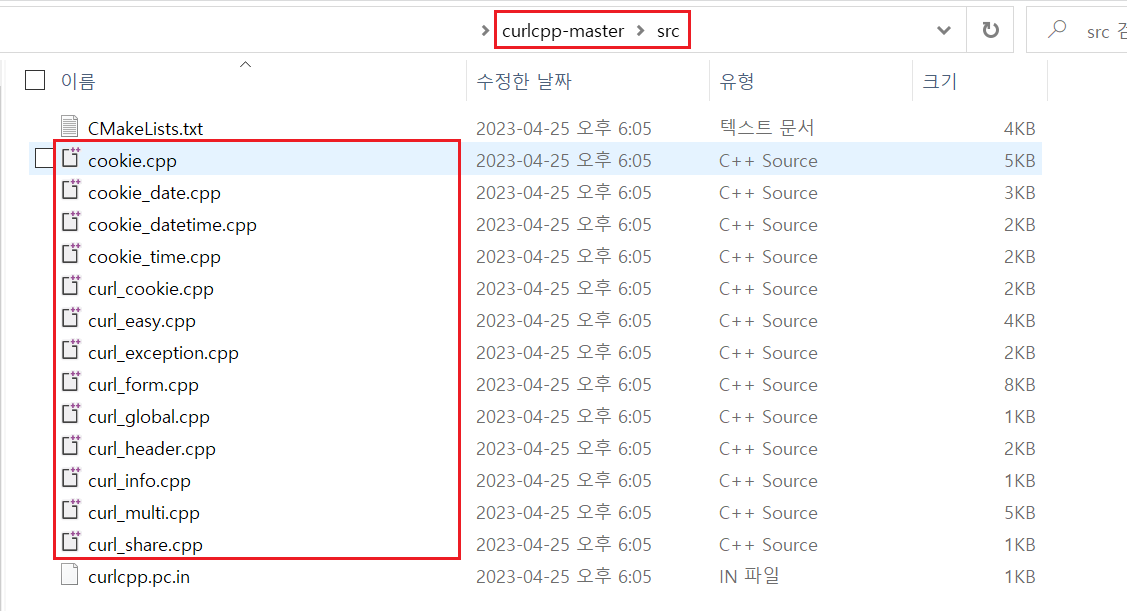 curlcpp-master > src
src 검
이름 수정한 날짜 유형 크기
CMakeLists.txt 2023-04-25 오후 6:05 텍스트 문서 4KB
cookie.cpp 2023-04-25 오후 6:05 C++ Source 5KB
cookie_date.cpp 2023-04-25 오후 6:05 C++ Source 3KB
cookie_datetime.cpp 2023-04-25 오후 6:05 C++ Source 2KB
cookie_time.cpp 2023-04-25 오후 6:05 C++ Source 2KB
curl_cookie.cpp 2023-04-25 오후 6:05 C++ Source 2KB
curl_easy.cpp 2023-04-25 오후 6:05 C++ Source 4KB
curl_exception.cpp 2023-04-25 오후 6:05 C++ Source 2KB
curl_form.cpp 2023-04-25 오후 6:05 C++ Source 8KB
curl_global.cpp 2023-04-25 오후 6:05 C++ Source 1KB
curl_header.cpp 2023-04-25 오후 6:05 C++ Source 2KB
curl_info.cpp 2023-04-25 오후 6:05 C++ Source 1KB
curl_multi.cpp 2023-04-25 오후 6:05 C++ Source 5KB
curl_share.cpp 2023-04-25 오후 6:05 C++ Source 1KB
curlcpp.pc.in 2023-04-25 오후 6:05 IN 파일 1KB